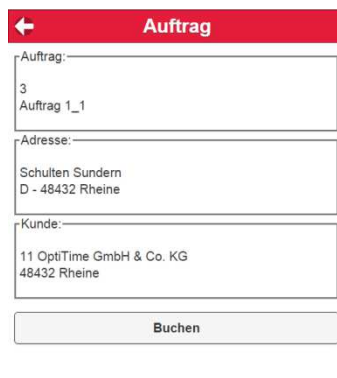 Auftrag
Auftrag:
3
Auftrag 1_1
Adresse:
Schulten Sundern
D - 48432 Rheine
Kunde:
11 OptiTime GmbH & Co. KG
48432 Rheine
Buchen